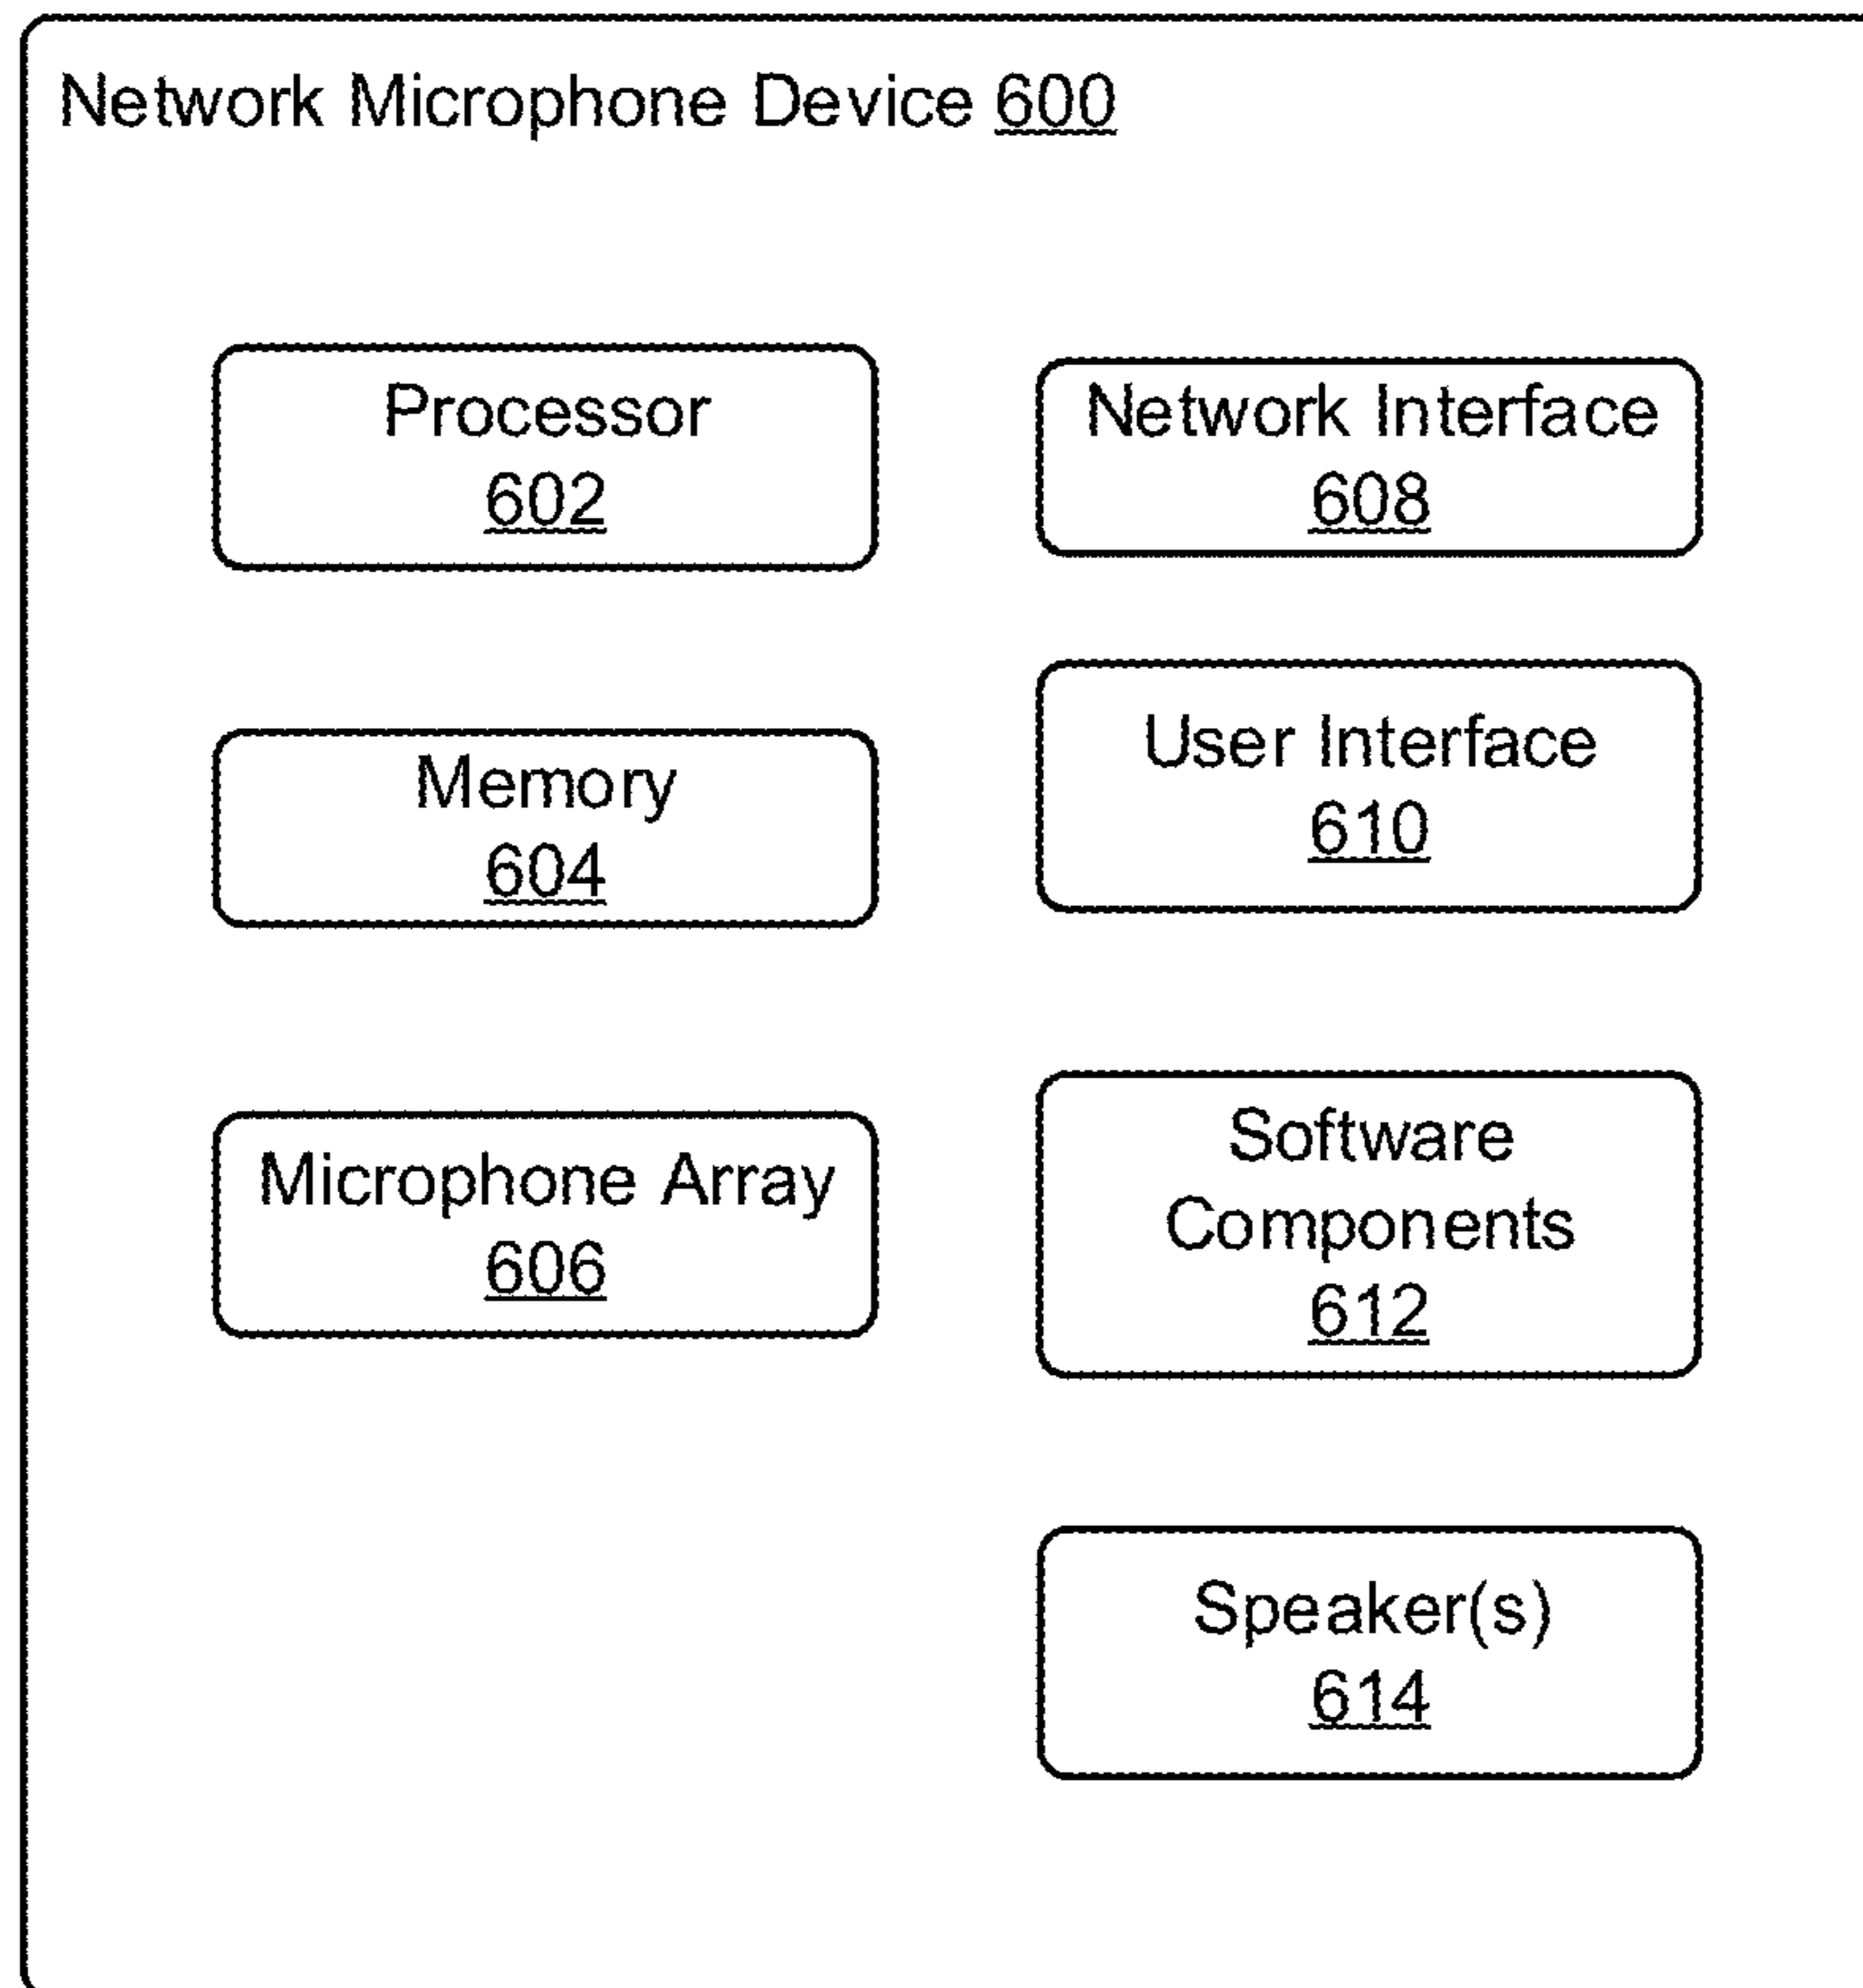 Network Microphone Device 600
Processor
602
Memory
604
Microphone Array
606
Network Interface
608
User Interface
610
Software
Components
612
Speaker(s)
614